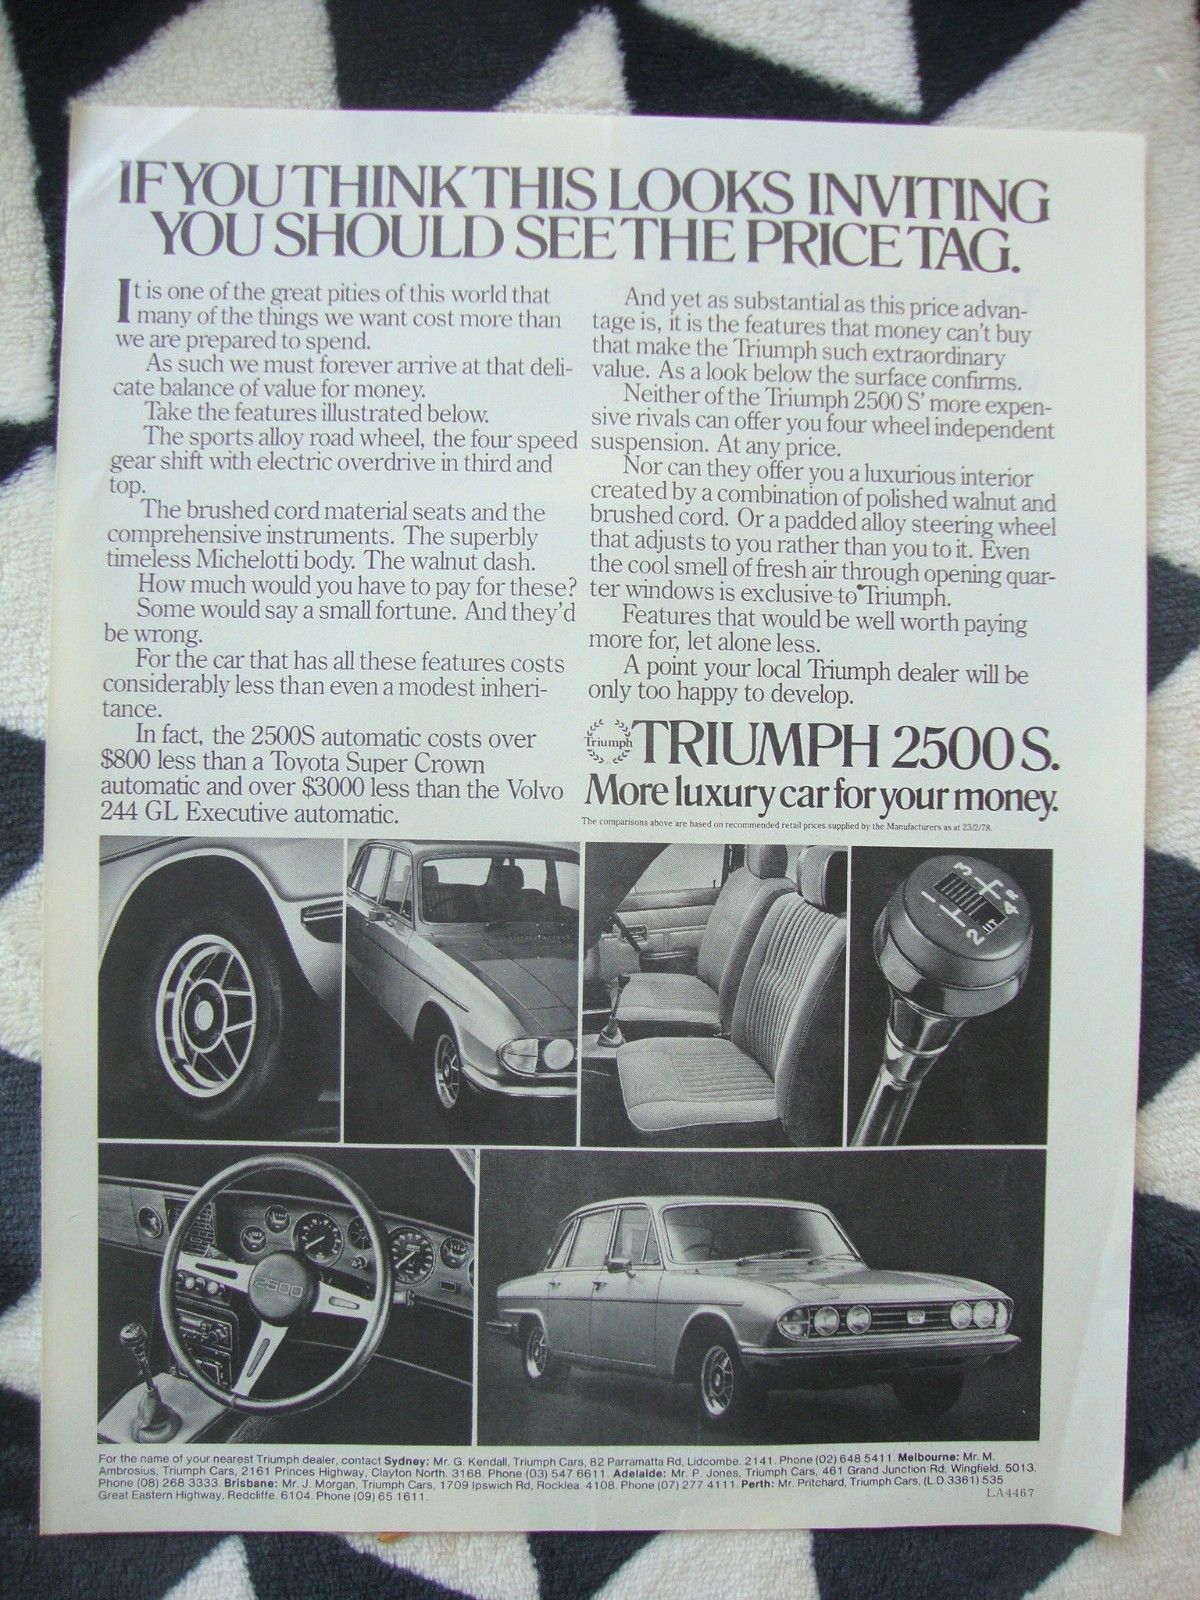 IF YOU THINK THIS LOOKS INVITING
YOU SHOULD SEE THE PRICE TAG.
It is one of the great pities of this world that
many of the things we want cost more than
we are prepared to spend.
As such we must forever arrive at that deli-
cate balance of value for money.
Take the features illustrated below.
The sports alloy road wheel, the four speed
gear shift with electric overdrive in third and
top.
The brushed cord material seats and the
comprehensive instruments. The superbly
timeless Michelotti body. The walnut dash.
How much would you have to pay for these?
Some would say a small fortune. And they'd
be wrong.
For the car that has all these features costs
considerably less than even a modest inheri-
tance.
In fact, the 2500S automatic costs over
$800 less than a Toyota Super Crown
automatic and over $3000 less than the Volvo
244 GL Executive automatic.
And yet as substantial as this price advan-
tage is, it is the features that money can't buy
that make the Triumph such extraordinary
value. As a look below the surface confirms.
Neither of the Triumph 2500 S' more expen-
sive rivals can offer you four wheel independent
suspension. At any price.
Nor can they offer you a luxurious interior
created by a combination of polished walnut and
brushed cord. Or a padded alloy steering wheel
that adjusts to you rather than you to it. Even
the cool smell of fresh air through opening quar-
ter windows is exclusive to Triumph.
Features that would be well worth paying
more for, let alone less.
A point your local Triumph dealer will be
only too happy to develop.
Triumph TRIUMPH 2500 S.
More luxury car for your money.
The comparisons above are based on recommended retail prices supplied by the Manufacturers as at 23/2/78.
1 3
2 4 R
2500
For the name of your nearest Triumph dealer, contact Sydney: Mr. G. Kendall, Triumph Cars, 82 Parramatta Rd, Lidcombe. 2141. Phone (02) 648 5411. Melbourne: Mr. M.
Ambrosius, Triumph Cars, 2161 Princes Highway, Clayton North. 3168. Phone (03) 547 6611. Adelaide: Mr. P. Jones, Triumph Cars, 461 Grand Junction Rd, Wingfield. 5013.
Phone (08) 268 3333. Brisbane: Mr. J. Morgan, Triumph Cars, 1709 Ipswich Rd, Rocklea. 4108. Phone (07) 277 4111. Perth: Mr. Pritchard, Triumph Cars, (L.D.3361) 535
Great Eastern Highway, Redcliffe. 6104. Phone (09) 65 1611.
LA4467